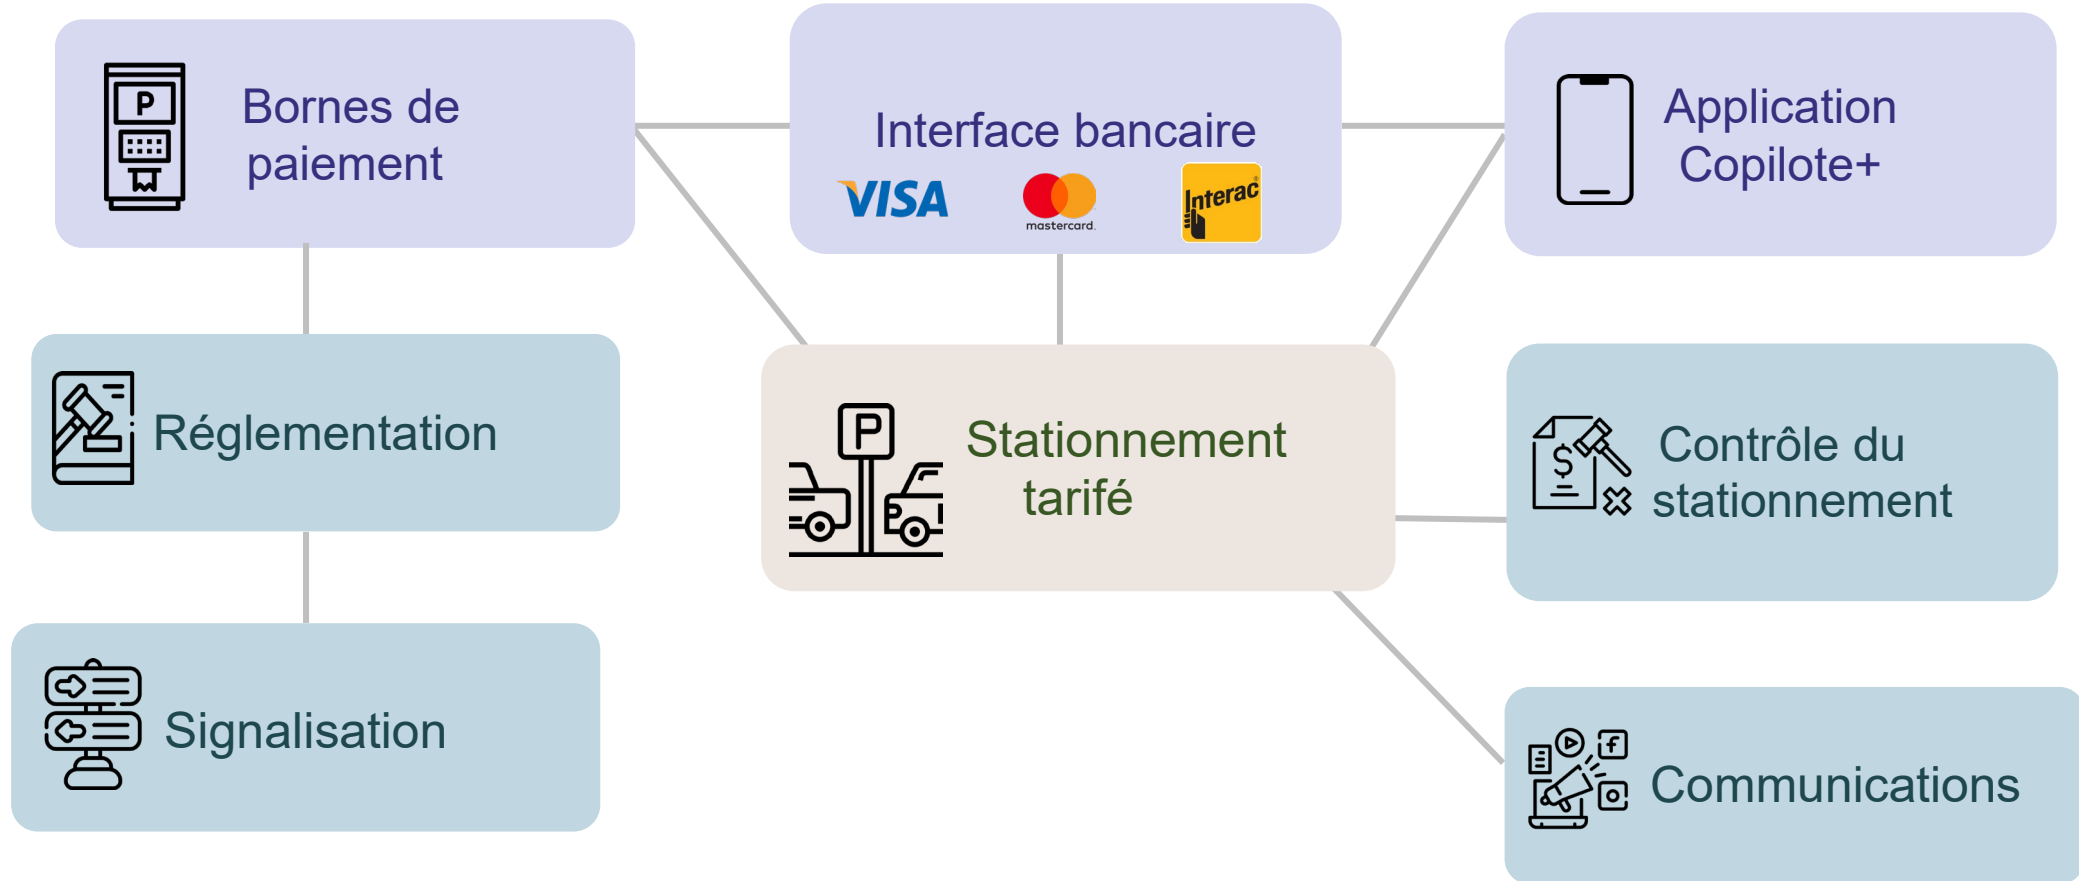 P
Bornes de
paiement
Interface bancaire
VISA
mastercard.
Interac®
Application
Copilote+
Réglementation
P
Stationnement
tarifé
$
Contrôle du
stationnement
Signalisation
f
Communications